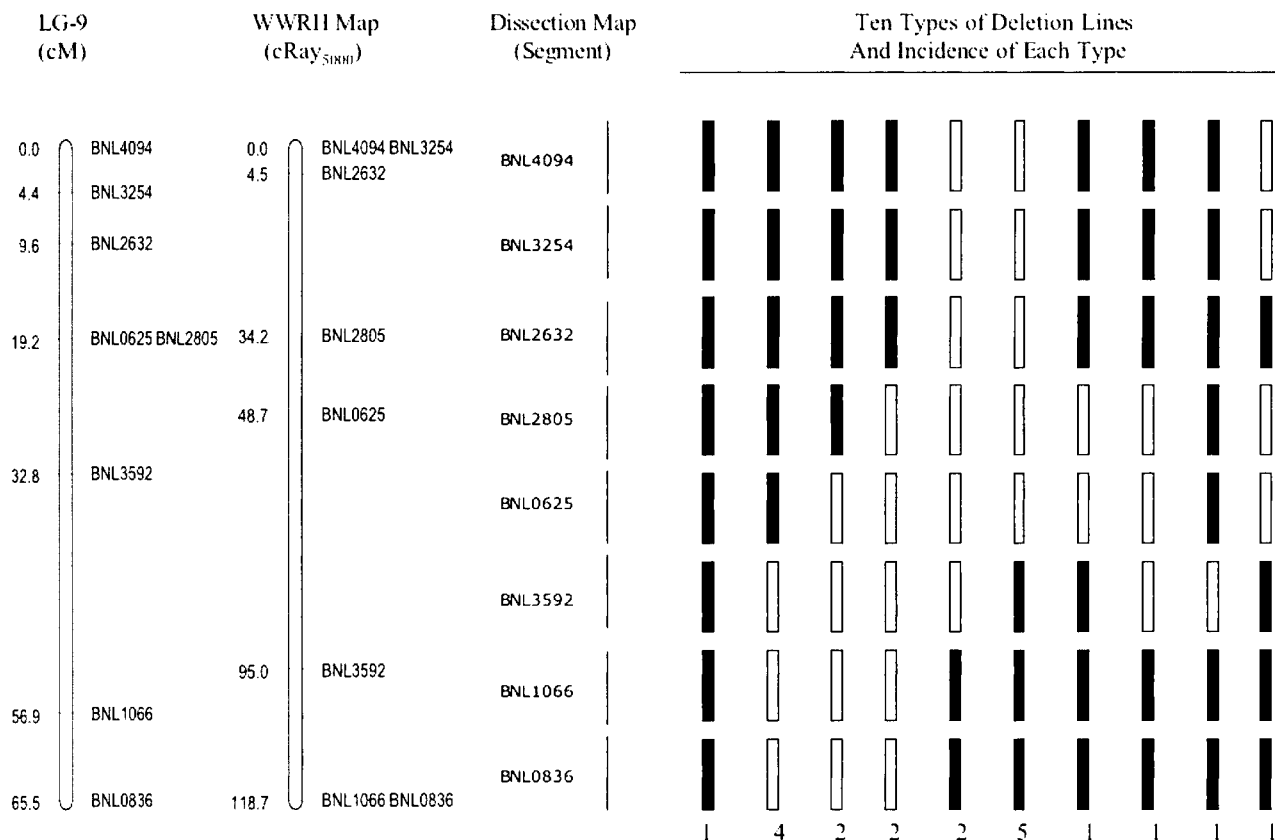 LG-9
(cM)
WWRH Map
(cRay5000)
Dissection Map
(Segment)
Ten Types of Deletion Lines
And Incidence of Each Type
0.0 BNL4094
4.4 BNL3254
9.6 BNL2632
19.2 BNL0625 BNL2805
32.8 BNL3592
56.9 BNL1066
65.5 BNL0836
0.0 BNL4094 BNL3254
4.5 BNL2632
34.2 BNL2805
48.7 BNL0625
95.0 BNL3592
118.7 BNL1066 BNL0836
BNL4094
BNL3254
BNL2632
BNL2805
BNL0625
BNL3592
BNL1066
BNL0836
1 4 2 2 2 5 1 1 1 1